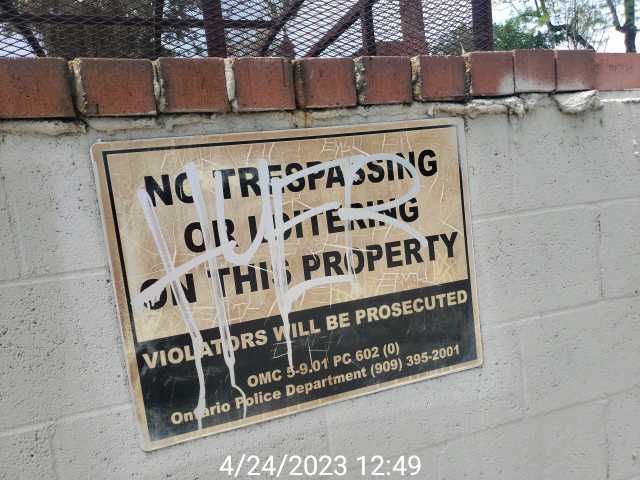 NO TRESPASSING
OR LOITERING
ON THIS PROPERTY
VIOLATORS WILL BE PROSECUTED
OMC 5-9.01 PC 602 (0)
Ontario Police Department (909) 395-2001
4/24/2023 12:49